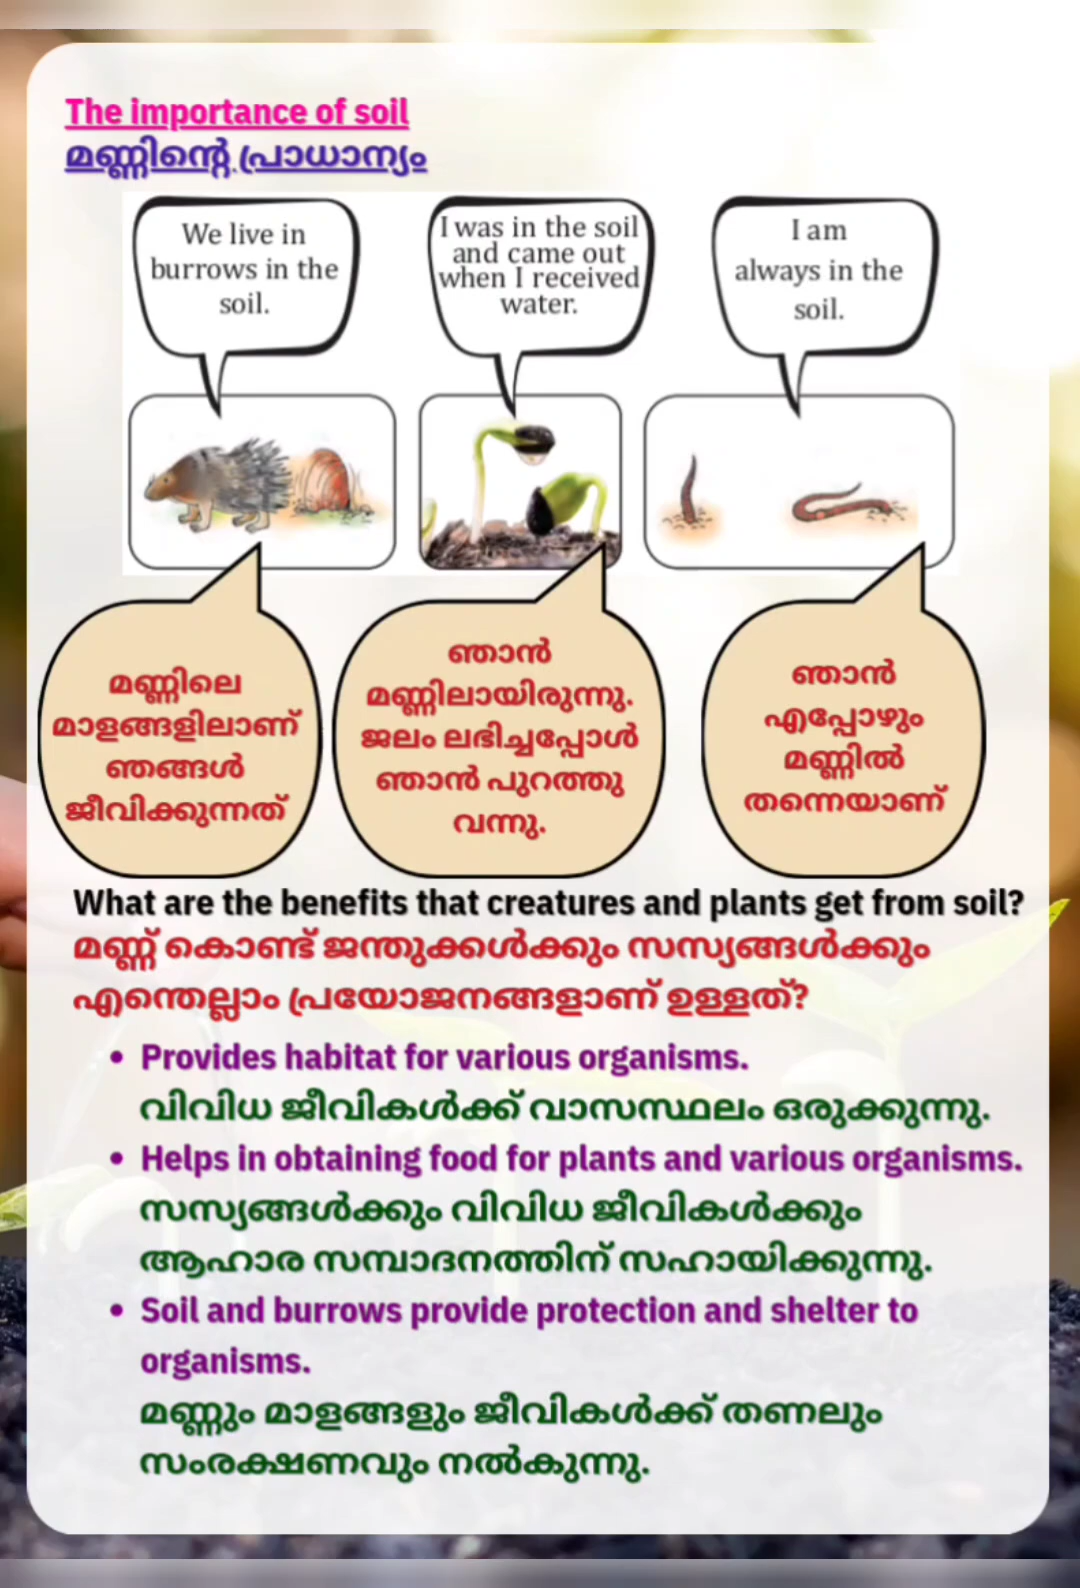 The importance of soil
മണ്ണിന്റെ പ്രാധാന്യം
We live in
burrows in the
soil.
I was in the soil
and came out
when I received
water.
I am
always in the
soil.
മണ്ണിലെ
മാളങ്ങളിലാണ്
ഞങ്ങൾ
ജീവിക്കുന്നത്
ഞാൻ
മണ്ണിലായിരുന്നു.
ജലം ലഭിച്ചപ്പോൾ
ഞാൻ പുറത്തു
വന്നു.
ഞാൻ
എപ്പോഴും
മണ്ണിൽ
തന്നെയാണ്
What are the benefits that creatures and plants get from soil?
മണ്ണ് കൊണ്ട് ജന്തുക്കൾക്കും സസ്യങ്ങൾക്കും
എന്തെല്ലാം പ്രയോജനങ്ങളാണ് ഉള്ളത്?
• Provides habitat for various organisms.
വിവിധ ജീവികൾക്ക് വാസസ്ഥലം ഒരുക്കുന്നു.
• Helps in obtaining food for plants and various organisms.
സസ്യങ്ങൾക്കും വിവിധ ജീവികൾക്കും
ആഹാര സമ്പാദനത്തിന് സഹായിക്കുന്നു.
• Soil and burrows provide protection and shelter to
organisms.
മണ്ണും മാളങ്ങളും ജീവികൾക്ക് തണലും
സംരക്ഷണവും നൽകുന്നു.